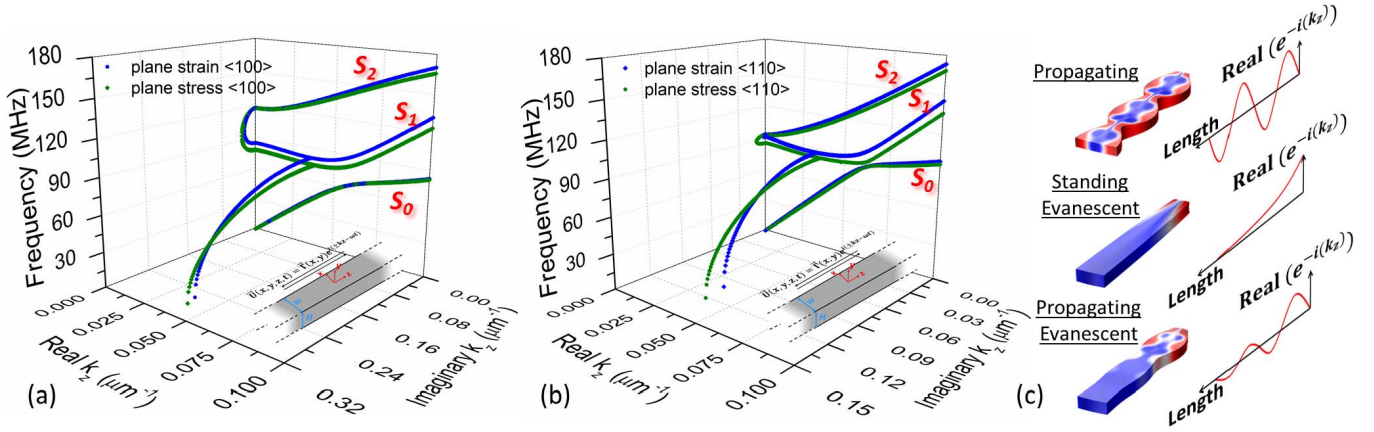 180
150
120
90
60
30
Frequency (MHz)
plane strain <100>
plane stress <100>
S2
S1
S0
0.000
0.025
0.050
0.075
0.100
Real kz (μm-1)
0.00
0.08
0.16
0.24
0.32
Imaginary kz (μm-1)
W
H
x
y
z
(a)
180
150
120
90
60
30
Frequency (MHz)
plane strain <110>
plane stress <110>
S2
S1
S0
0.000
0.025
0.050
0.075
0.100
Real kz (μm-1)
0.00
0.03
0.06
0.09
0.12
0.15
Imaginary kz (μm-1)
W
H
x
y
z
(b)
Propagating
Length
Real (e^-i(kz))
Standing
Evanescent
Length
Real (e^-i(kz))
Propagating
Evanescent
Length
Real (e^-i(kz))
(c)